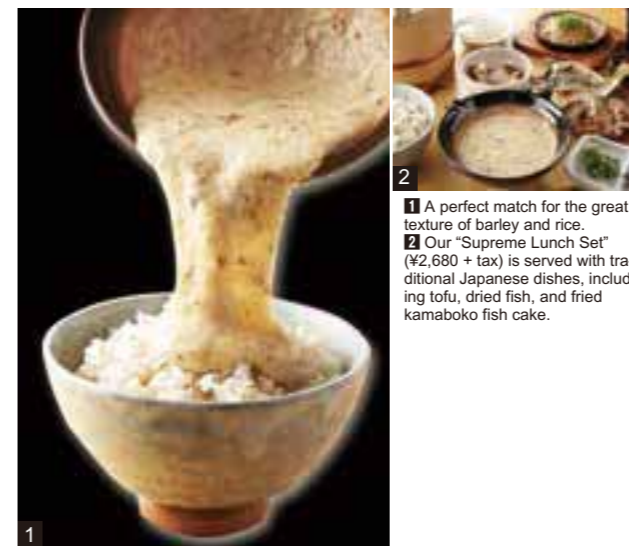 1
2
1 A perfect match for the great
texture of barley and rice.
2 Our “Supreme Lunch Set”
(¥2,680 + tax) is served with tra
ditional Japanese dishes, includ
ing tofu, dried fish, and fried
kamaboko fish cake.